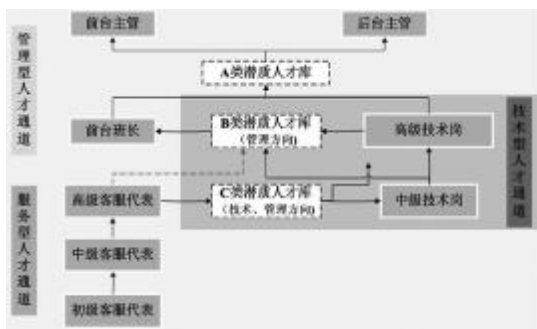 前台主管
后台主管
管理型人才通道
A类潜质人才库
前台班长
B类潜质人才库
(管理方向)
高级技术岗
技术型人才通道
服务型人才通道
高级客服代表
C类潜质人才库
(技术、管理方向)
中级技术岗
中级客服代表
初级客服代表